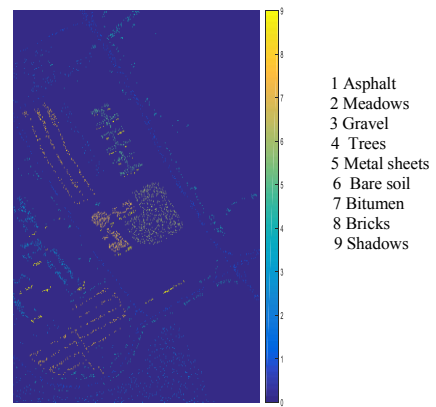 9
8
7
6
5
4
3
2
1
0
1 Asphalt
2 Meadows
3 Gravel
4 Trees
5 Metal sheets
6 Bare soil
7 Bitumen
8 Bricks
9 Shadows